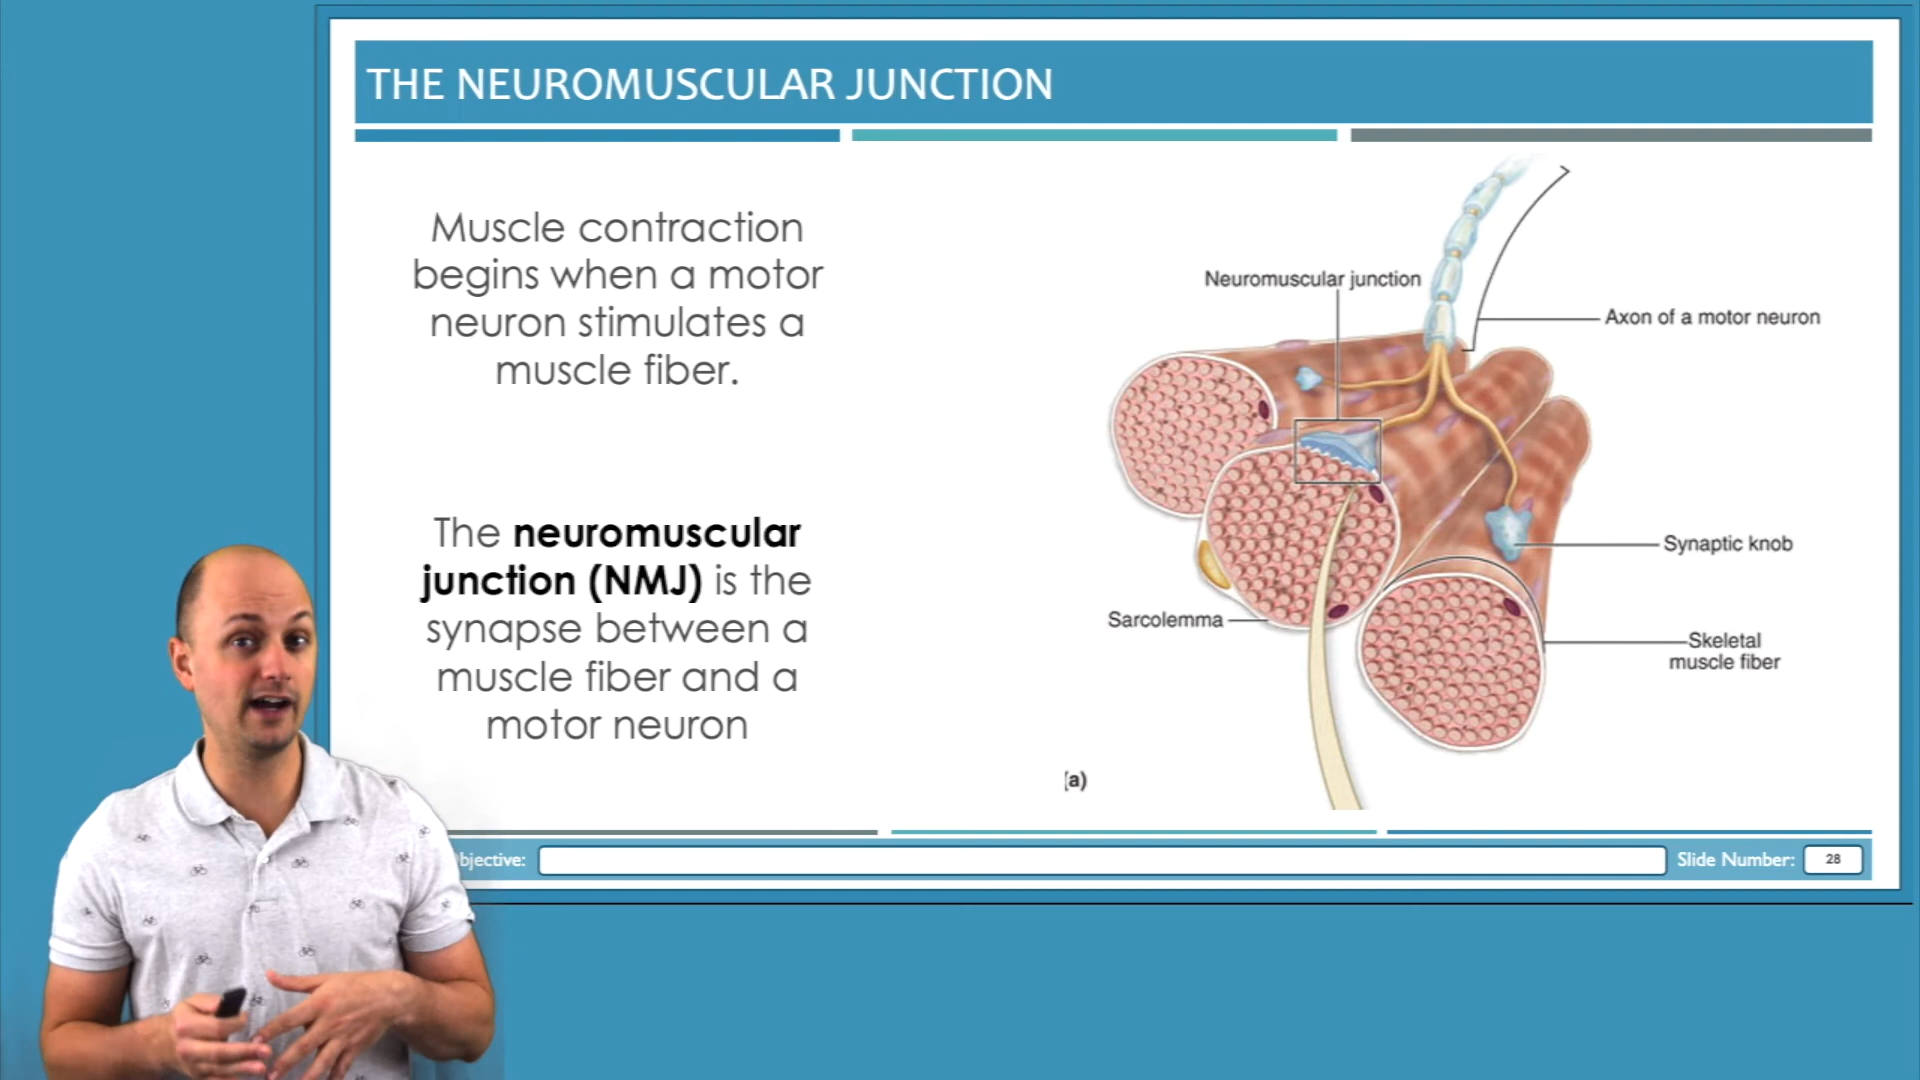 THE NEUROMUSCULAR JUNCTION
Muscle contraction
begins when a motor
neuron stimulates a
muscle fiber.
The neuromuscular
junction (NMJ) is the
synapse between a
muscle fiber and a
motor neuron
Neuromuscular junction
Axon of a motor neuron
Synaptic knob
Sarcolemma
Skeletal
muscle fiber
(a)
bjective:
Slide Number: 28